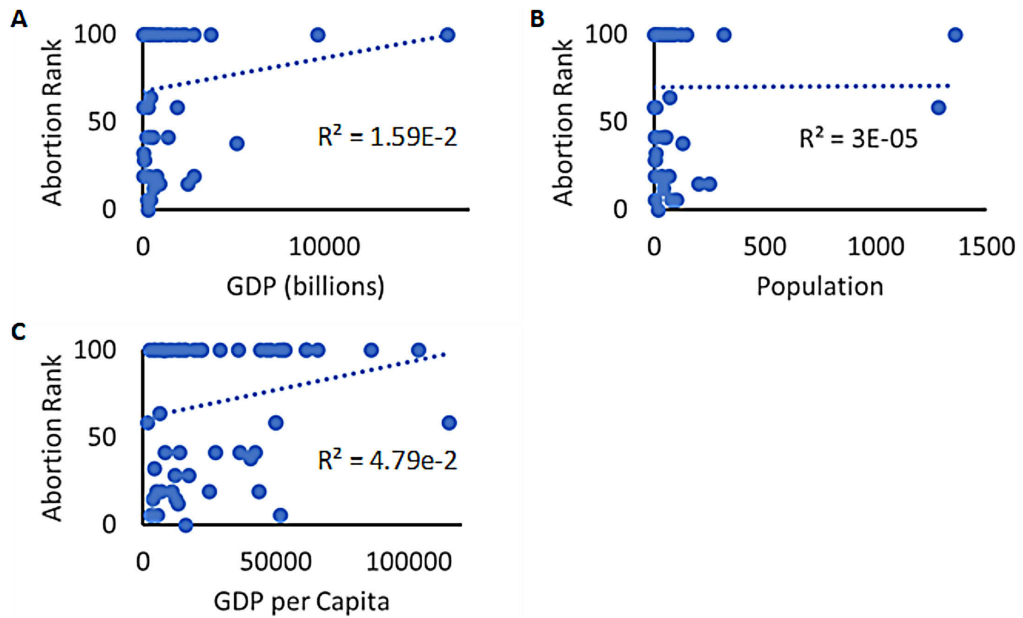 A
Abortion Rank
100
50
0
R² = 1.59E-2
0 10000
GDP (billions)
B
Abortion Rank
100
50
0
R² = 3E-05
0 500 1000 1500
Population
C
Abortion Rank
100
50
0
R² = 4.79e-2
0 50000 100000
GDP per Capita